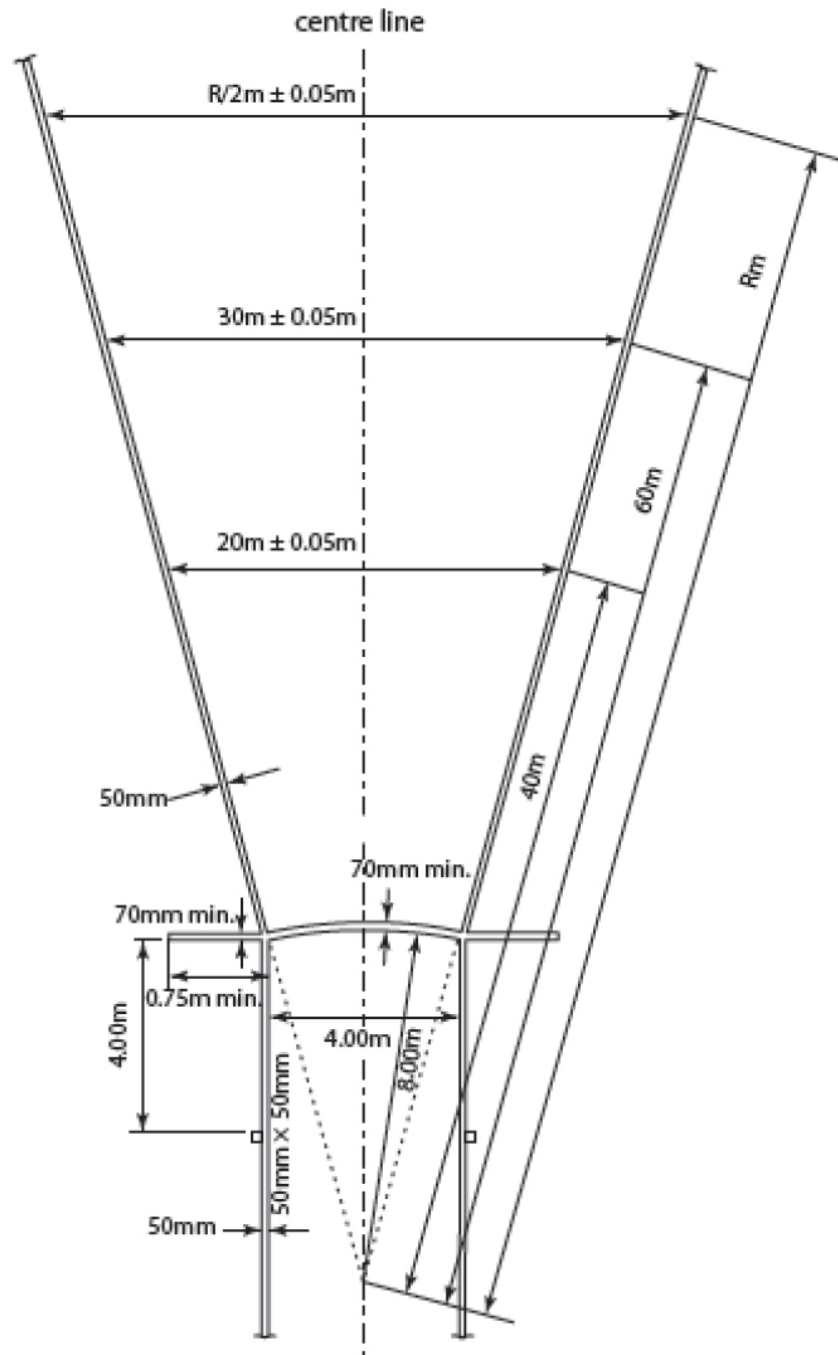 centre line
R/2m ± 0.05m
Rm
30m ± 0.05m
60m
20m ± 0.05m
40m
50mm
70mm min.
70mm min.
0.75m min.
4.00m
4.00m
8.00m
50mm × 50mm
50mm